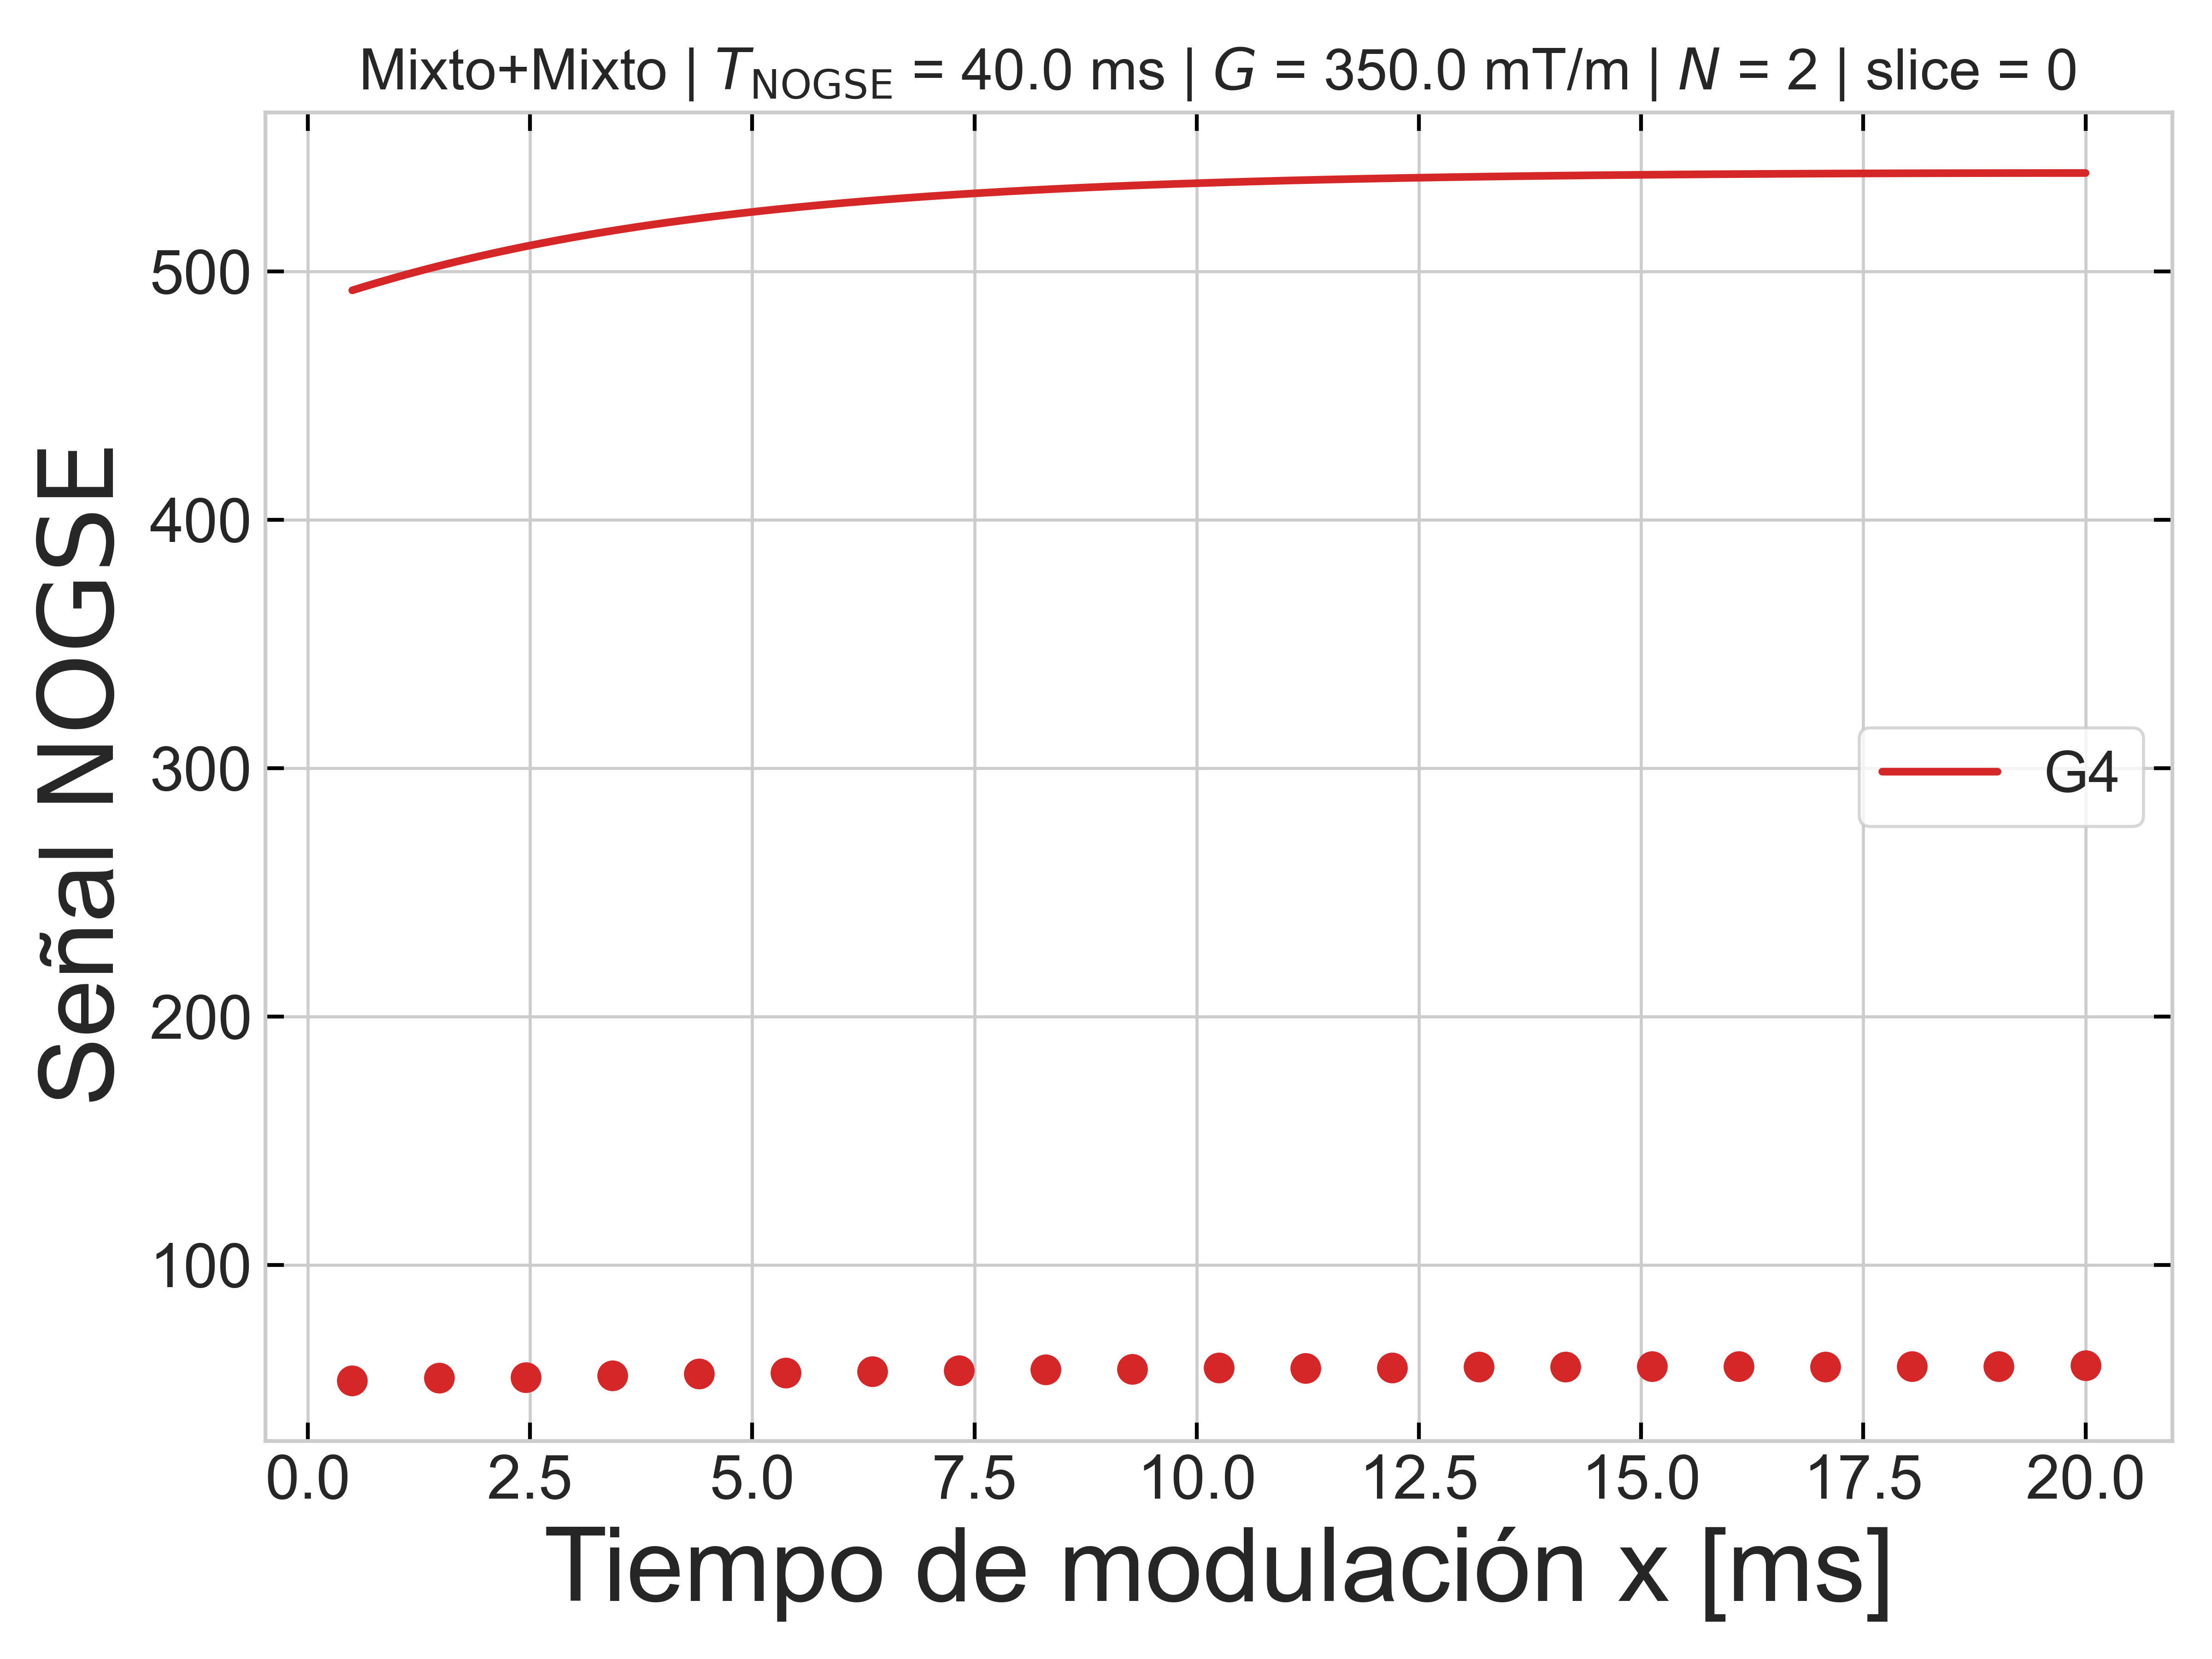 Mixto+Mixto | T_NOGSE = 40.0 ms | G = 350.0 mT/m | N = 2 | slice = 0
Señal NOGSE
500
400
300
200
100
G4
0.0 2.5 5.0 7.5 10.0 12.5 15.0 17.5 20.0
Tiempo de modulación x [ms]